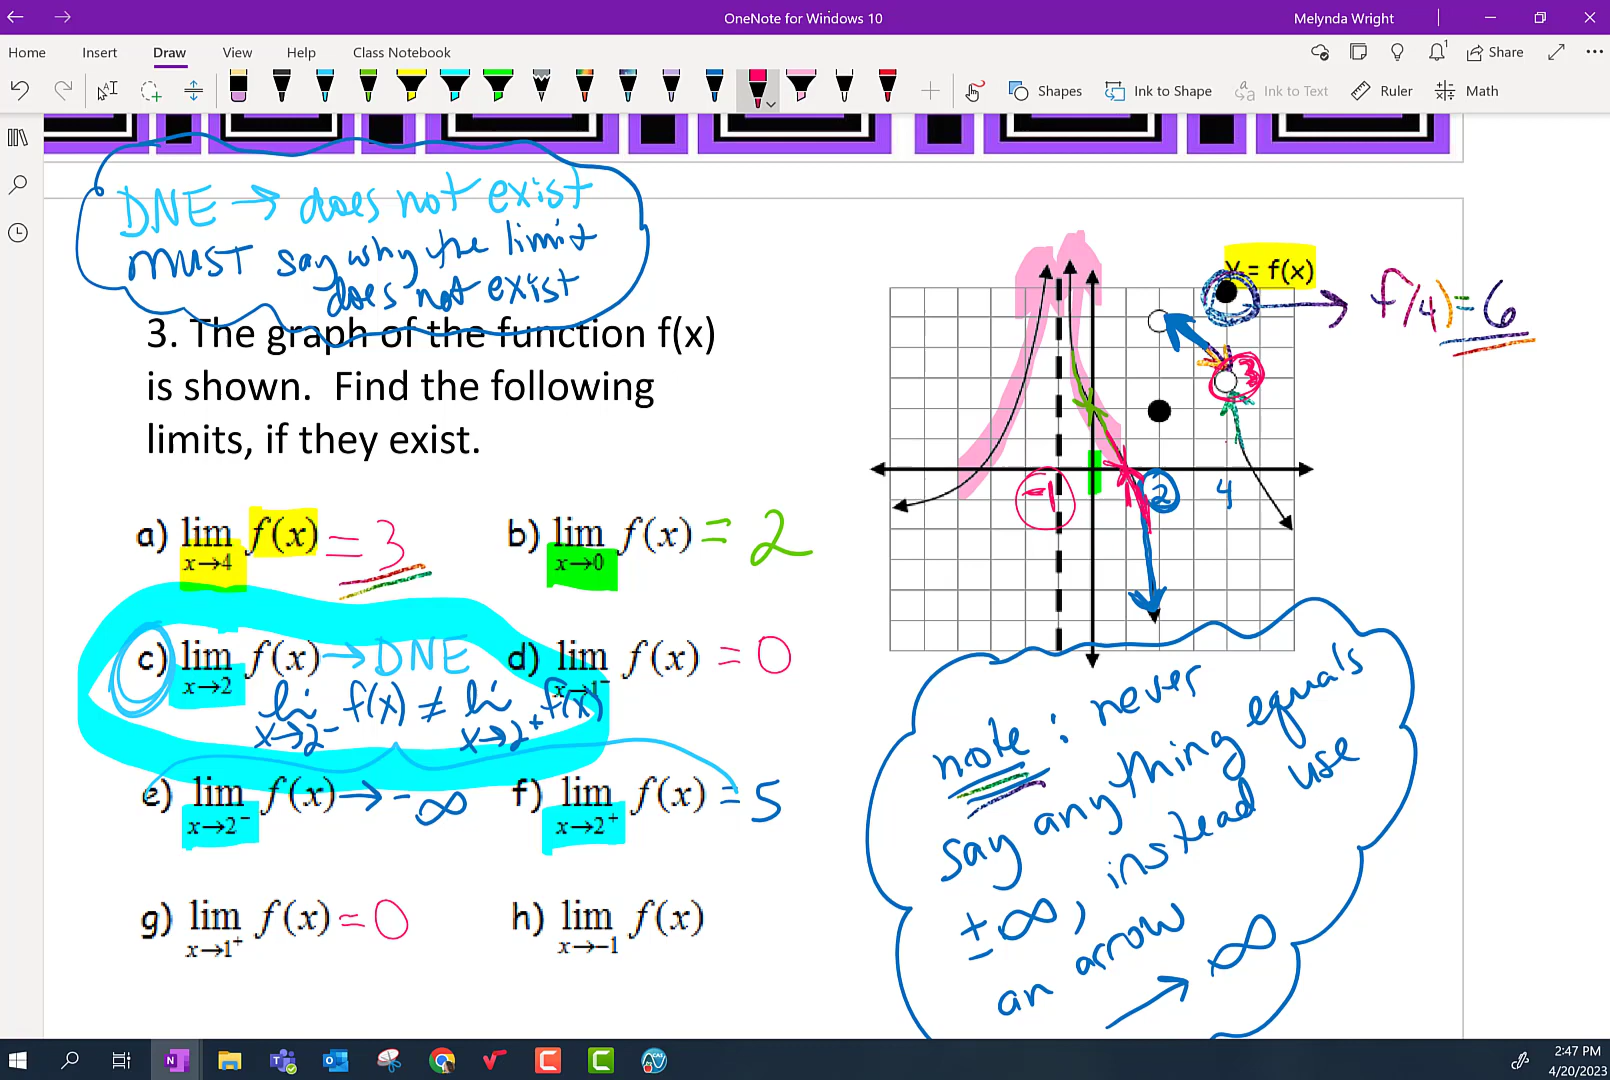 OneNote for Windows 10
Melynda Wright
Home
Insert
Draw
View
Help
Class Notebook
1
Share
Shapes
Ink to Shape
Ink to Text
Ruler
Math
DNE → does not exist
MUST say why the limit
does not exist
3. The graph of the function f(x)
is shown. Find the following
limits, if they exist.
y = f(x)
f(4) = 6
3
-1
1
2
4
a) lim f(x) = 3
x→4
b) lim f(x) = 2
x→0
c) lim f(x) → DNE
x→2
lim f(x) ≠ lim f(x)
x→2⁻ x→2⁺
d) lim f(x) = 0
x→1⁻
e) lim f(x) → -∞
x→2⁻
f) lim f(x) = 5
x→2⁺
g) lim f(x) = 0
x→1⁺
h) lim f(x)
x→-1
note: never
say anything equals
±∞, instead use
an arrow
→ ∞
2:47 PM
4/20/2023